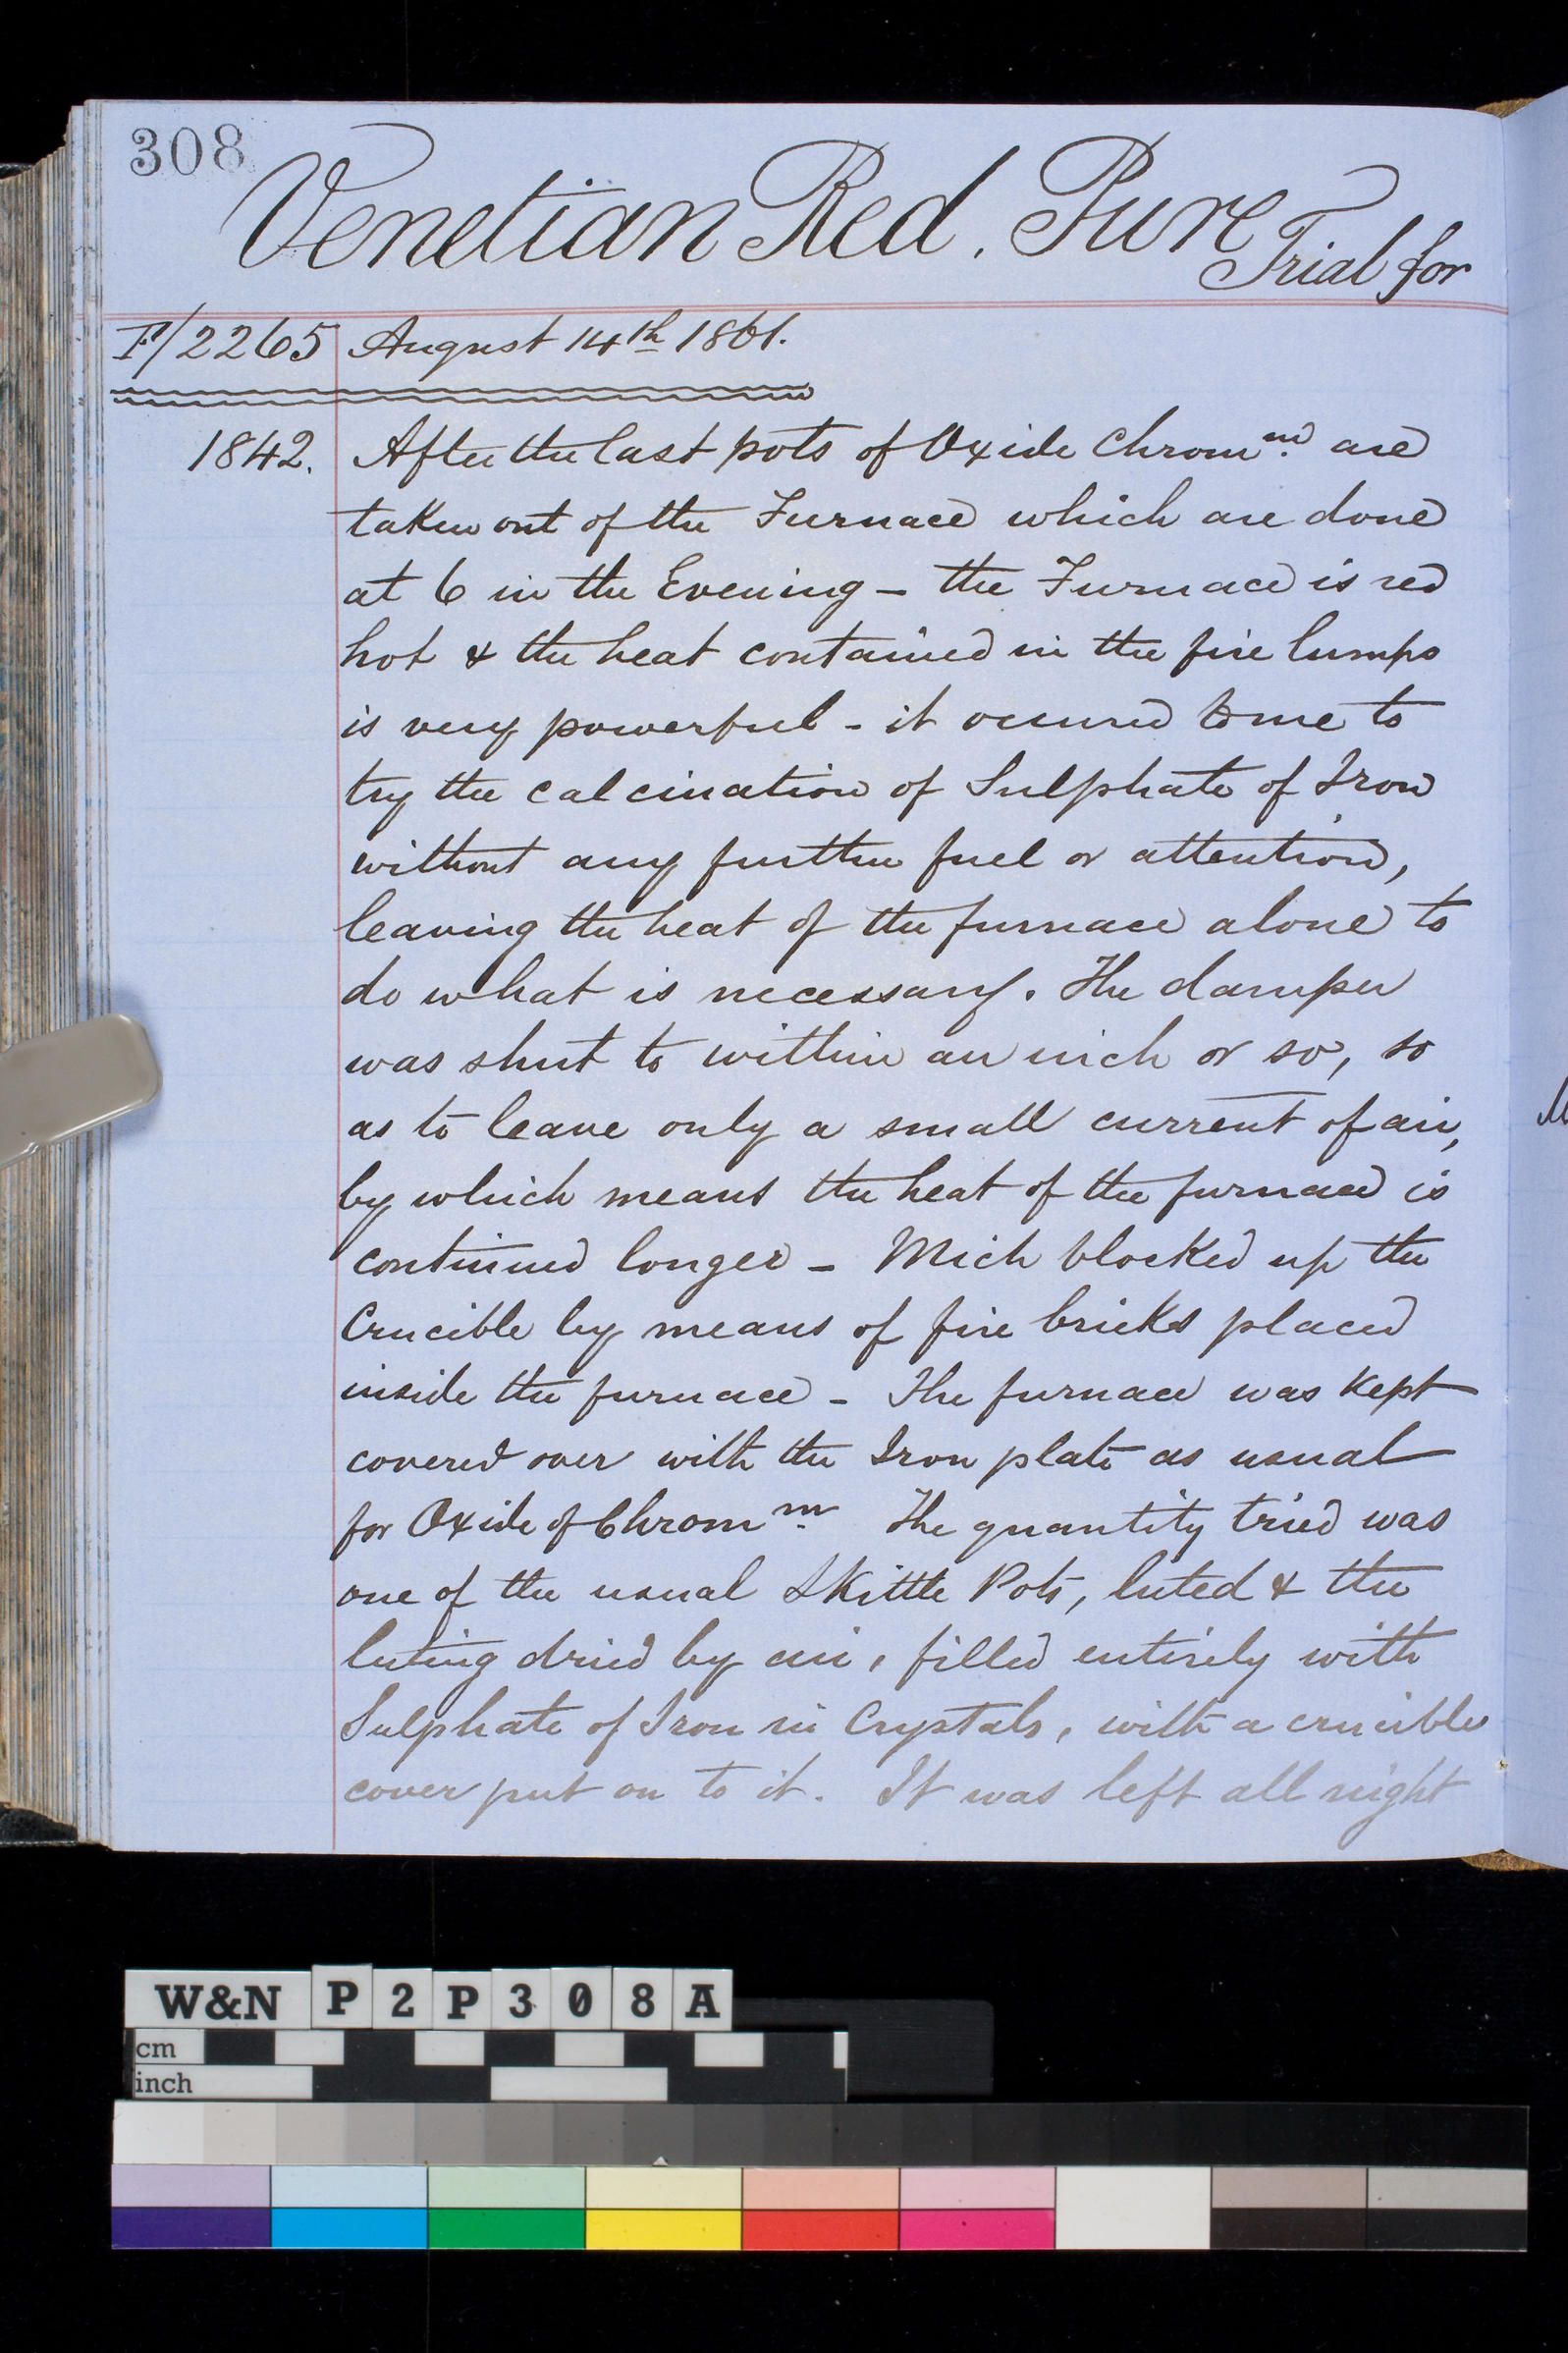 308
Venetian Red. Pure Trial for
F/2265 August 14th 1861.
1842. After the last pots of Oxide Chromm. are
taken out of the Furnace which are done
at 6 in the Evening - the Furnace is red
hot & the heat contained in the fire lumps
is very powerful - it occured to me to
try the calcination of Sulphate of Iron
without any further fuel or attention,
leaving the heat of the furnace alone to
do what is necessary. The damper
was shut to within an inch or so, so
as to leave only a small current of air,
by which means the heat of the furnace is
continued longer - Mich blocked up the
Crucible by means of fire bricks placed
inside the furnace - The furnace was kept
covered over with the Iron plate as usual
for Oxide of Chromm. The quantity tried was
one of the usual Skittle Pots, luted & the
luting dried by air, filled entirely with
Sulphate of Iron in Crystals, with a crucible
cover put on to it. It was left all night
W&N P2P308A
cm
inch